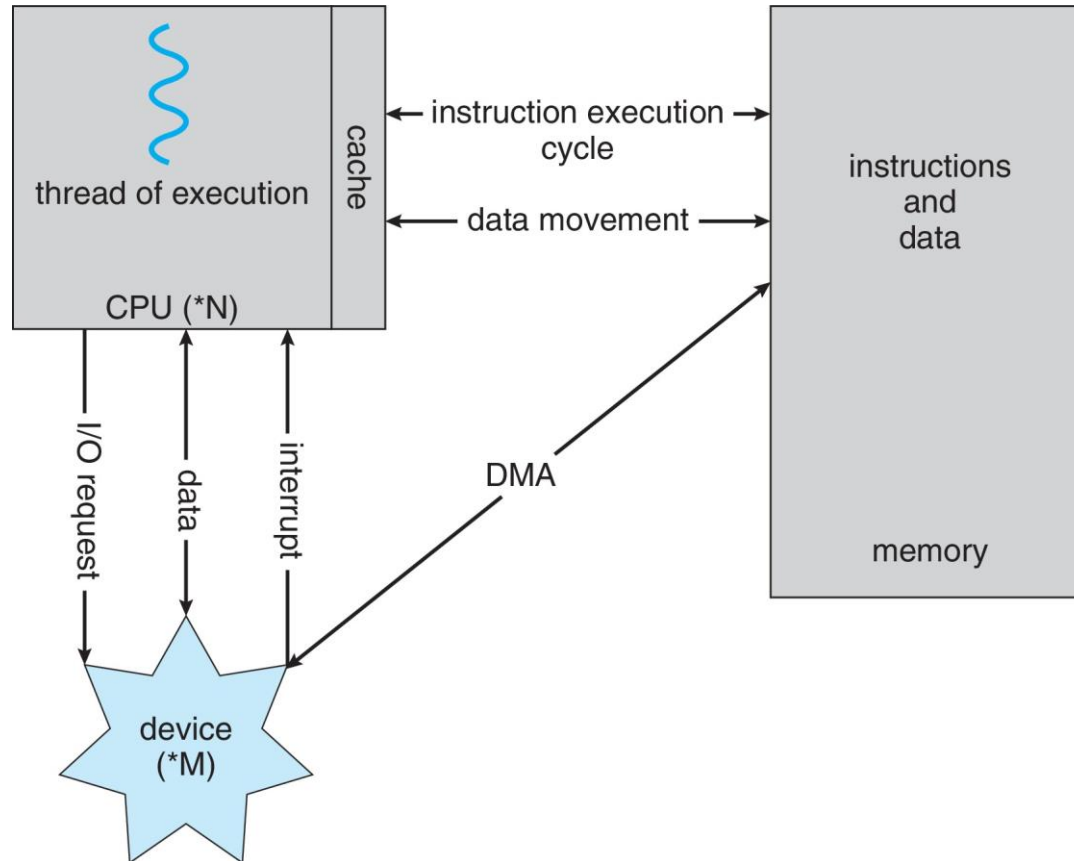 thread of execution
cache
CPU (*N)
instruction execution
cycle
data movement
instructions
and
data
memory
I/O request
data
interrupt
DMA
device
(*M)